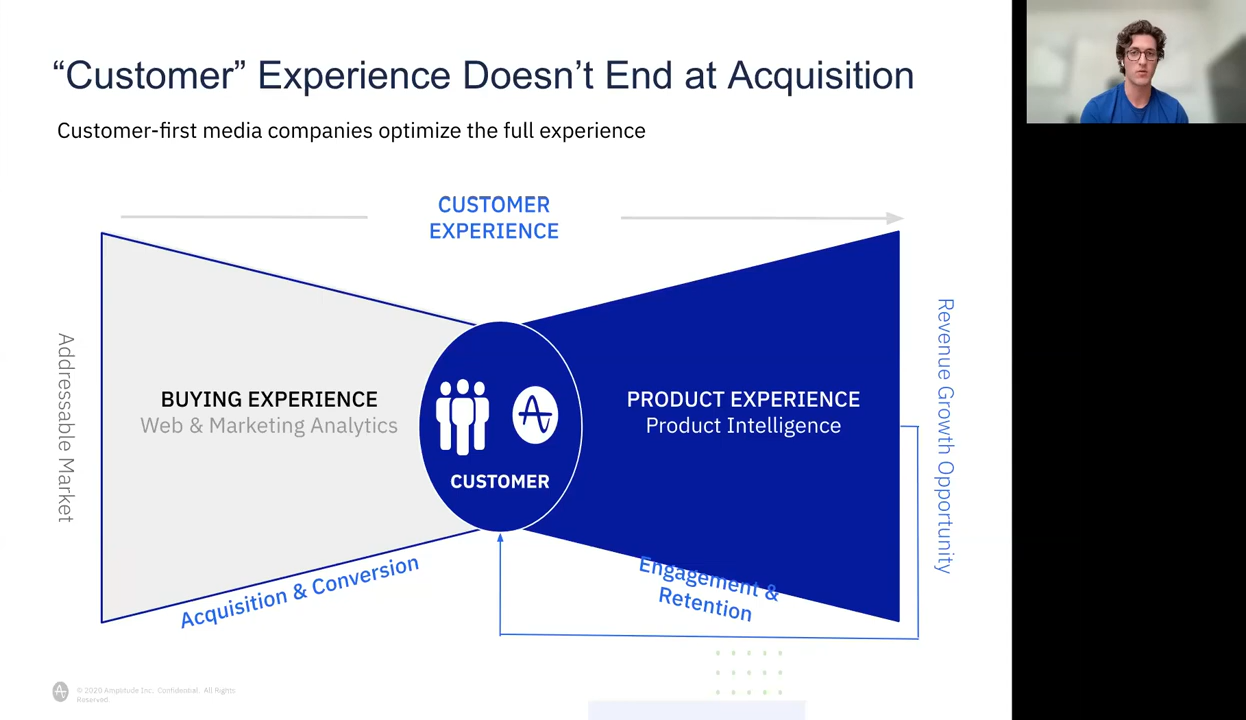 “Customer” Experience Doesn’t End at Acquisition
Customer-first media companies optimize the full experience
CUSTOMER
EXPERIENCE
Addressable Market
BUYING EXPERIENCE
Web & Marketing Analytics
CUSTOMER
PRODUCT EXPERIENCE
Product Intelligence
Revenue Growth Opportunity
Acquisition & Conversion
Engagement &
Retention
© 2020 Amplitude Inc. Confidential. All Rights
Reserved.